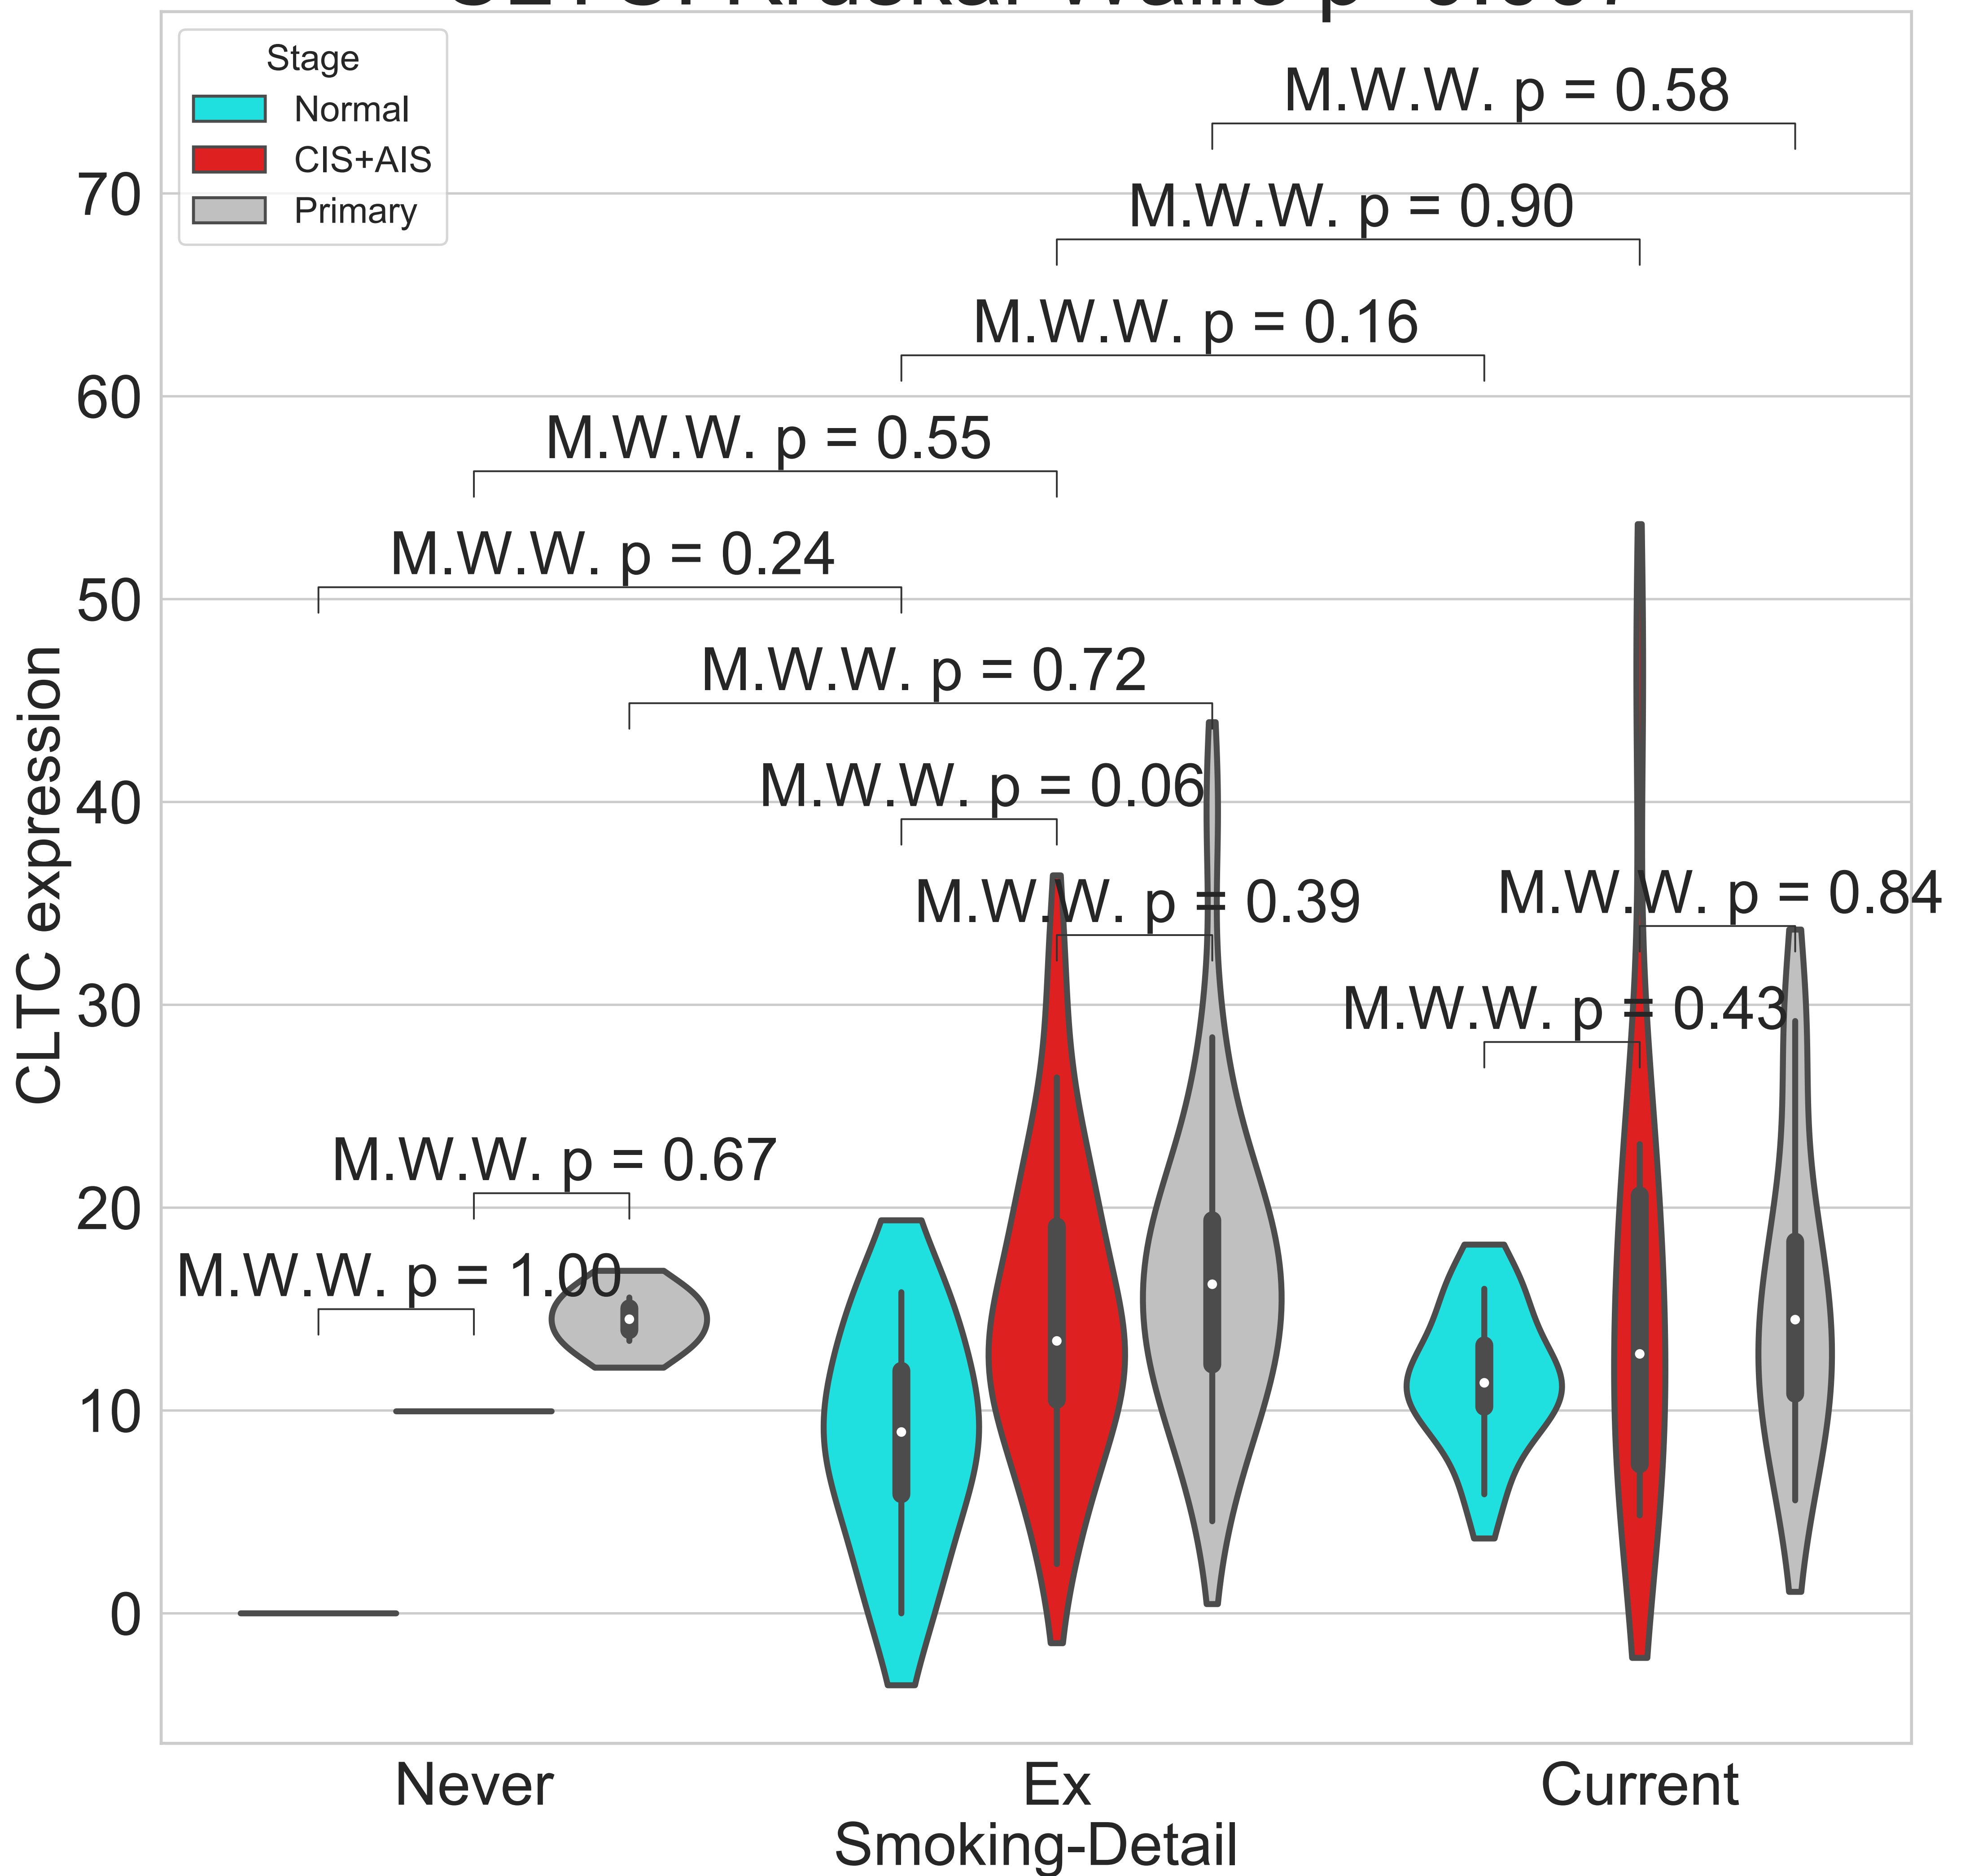 Stage
Normal
CIS+AIS
Primary
M.W.W. p = 0.58
M.W.W. p = 0.90
M.W.W. p = 0.16
M.W.W. p = 0.55
M.W.W. p = 0.24
M.W.W. p = 0.72
M.W.W. p = 0.06
M.W.W. p = 0.39
M.W.W. p = 0.84
M.W.W. p = 0.43
M.W.W. p = 0.67
M.W.W. p = 1.00
70
60
50
40
30
20
10
0
CLTC expression
Never
Ex
Current
Smoking-Detail